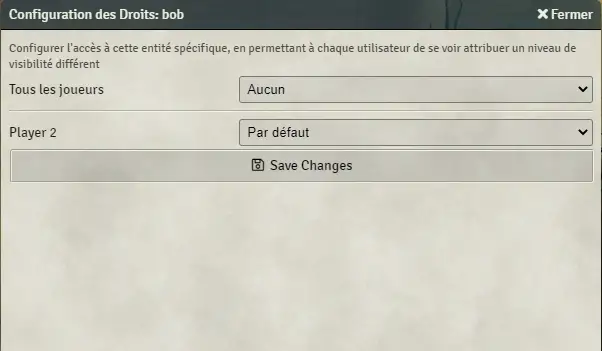 Configuration des Droits: bob
Fermer
Configurer l'accès à cette entité spécifique, en permettant à chaque utilisateur de se voir attribuer un niveau de
visibilité différent
Tous les joueurs
Aucun
Player 2
Par défaut
Save Changes